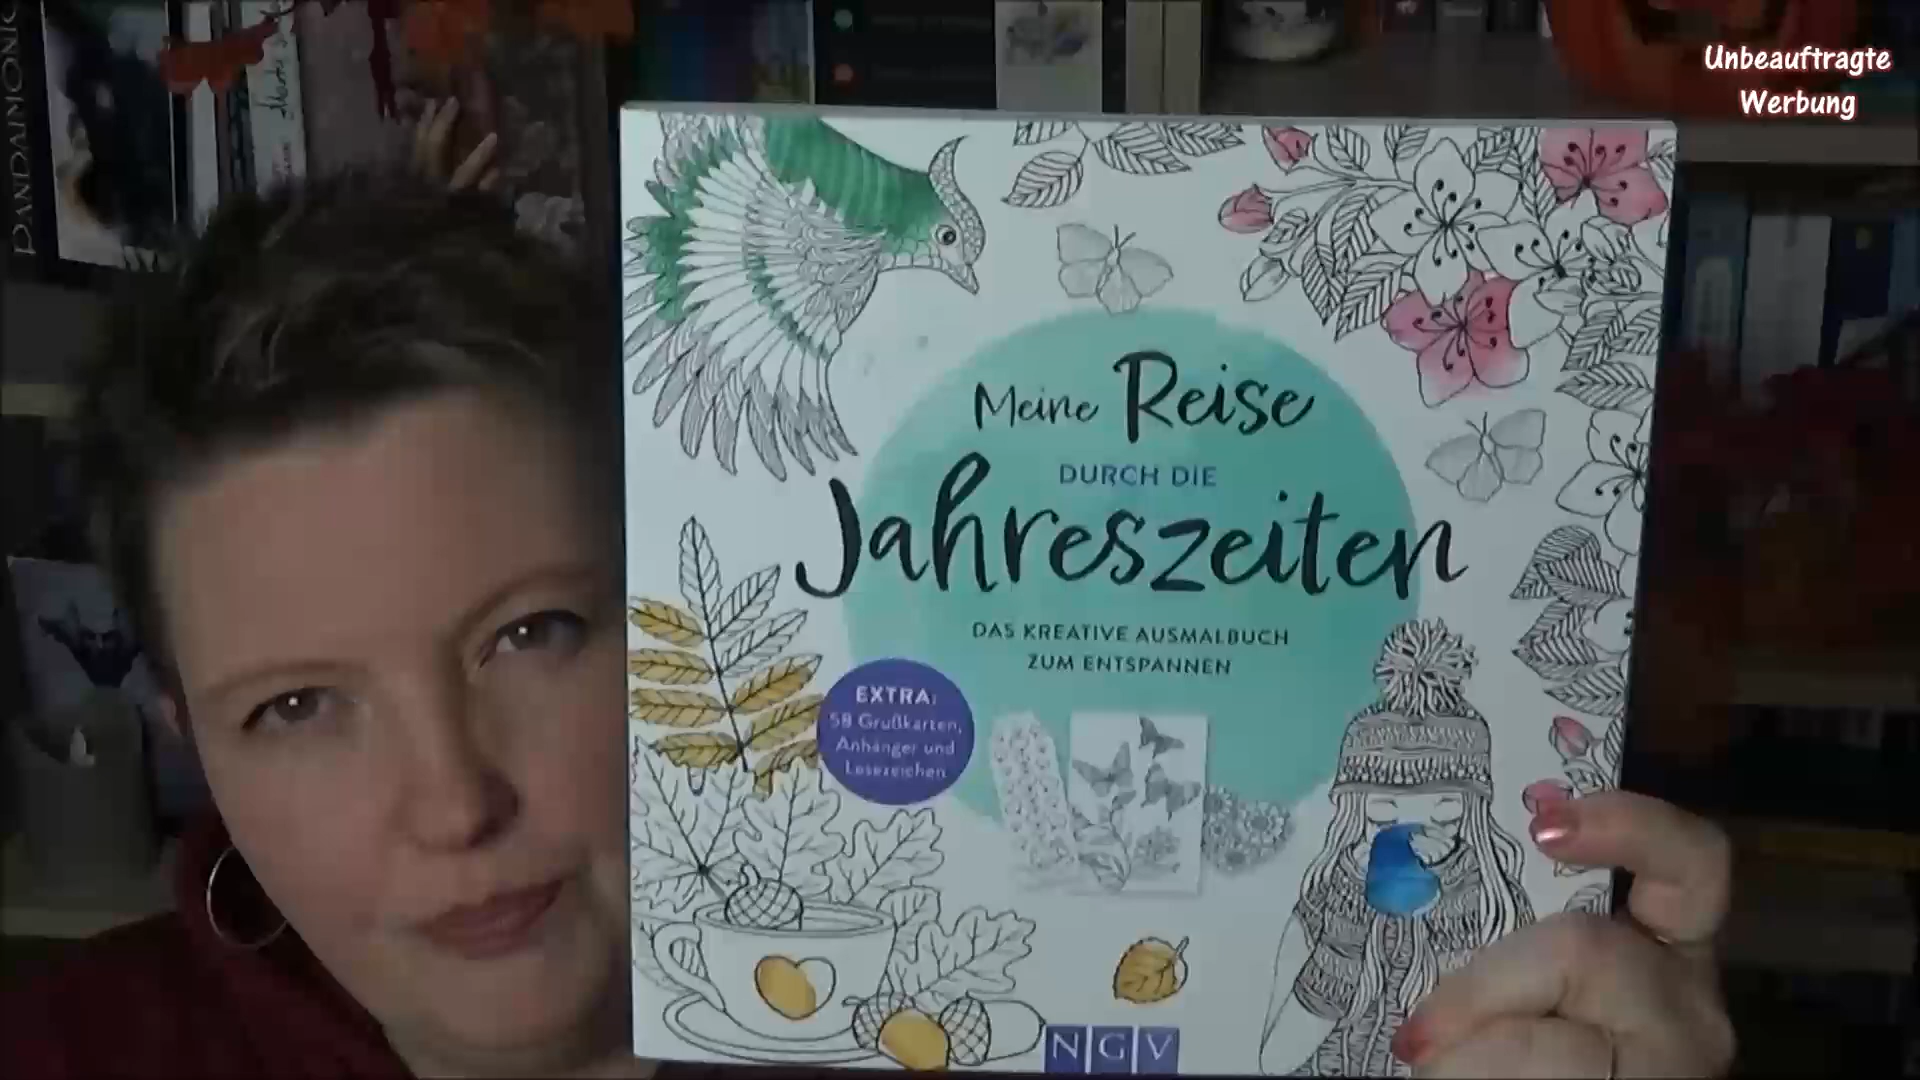 Unbeauftragte
Werbung
PANDAMONIC
Meine Reise
DURCH DIE
Jahreszeiten
DAS KREATIVE AUSMALBUCH
ZUM ENTSPANNEN
EXTRA:
58 Grußkarten,
Anhänger und
Lesezeichen
NGV